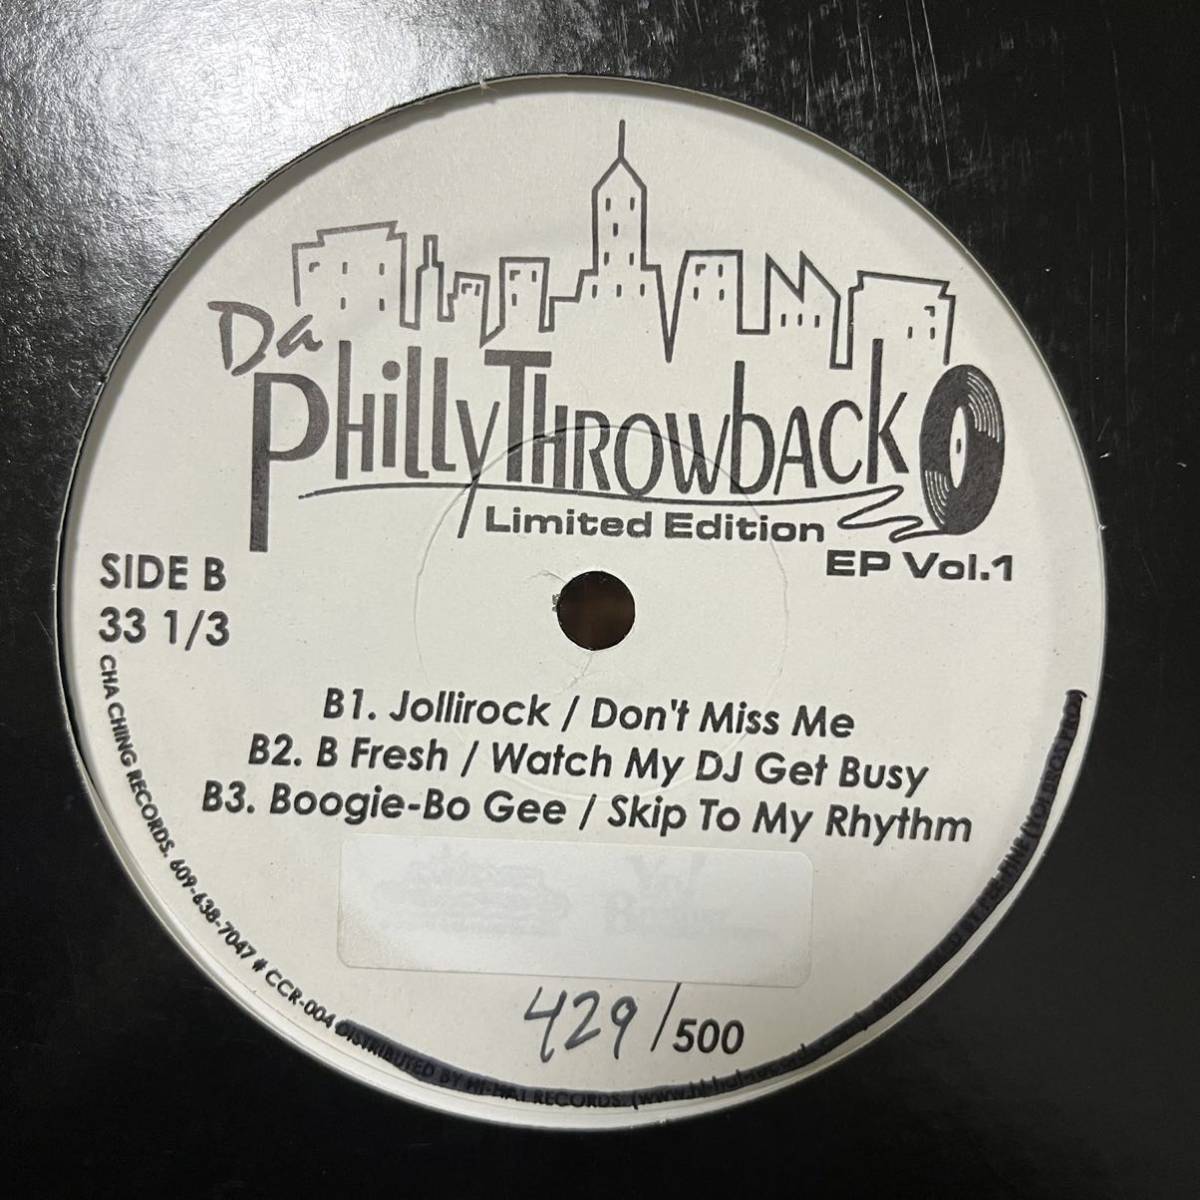 Da
Philly Throwback
Limited Edition
EP Vol.1
SIDE B
33 1/3
B1. Jollirock / Don't Miss Me
B2. B Fresh / Watch My DJ Get Busy
B3. Boogie-Bo Gee / Skip To My Rhythm
429/500
CHA CHING RECORDS. 609-638-7047 # CCR-004 DISTRIBUTED BY HI-HAT RECORDS.